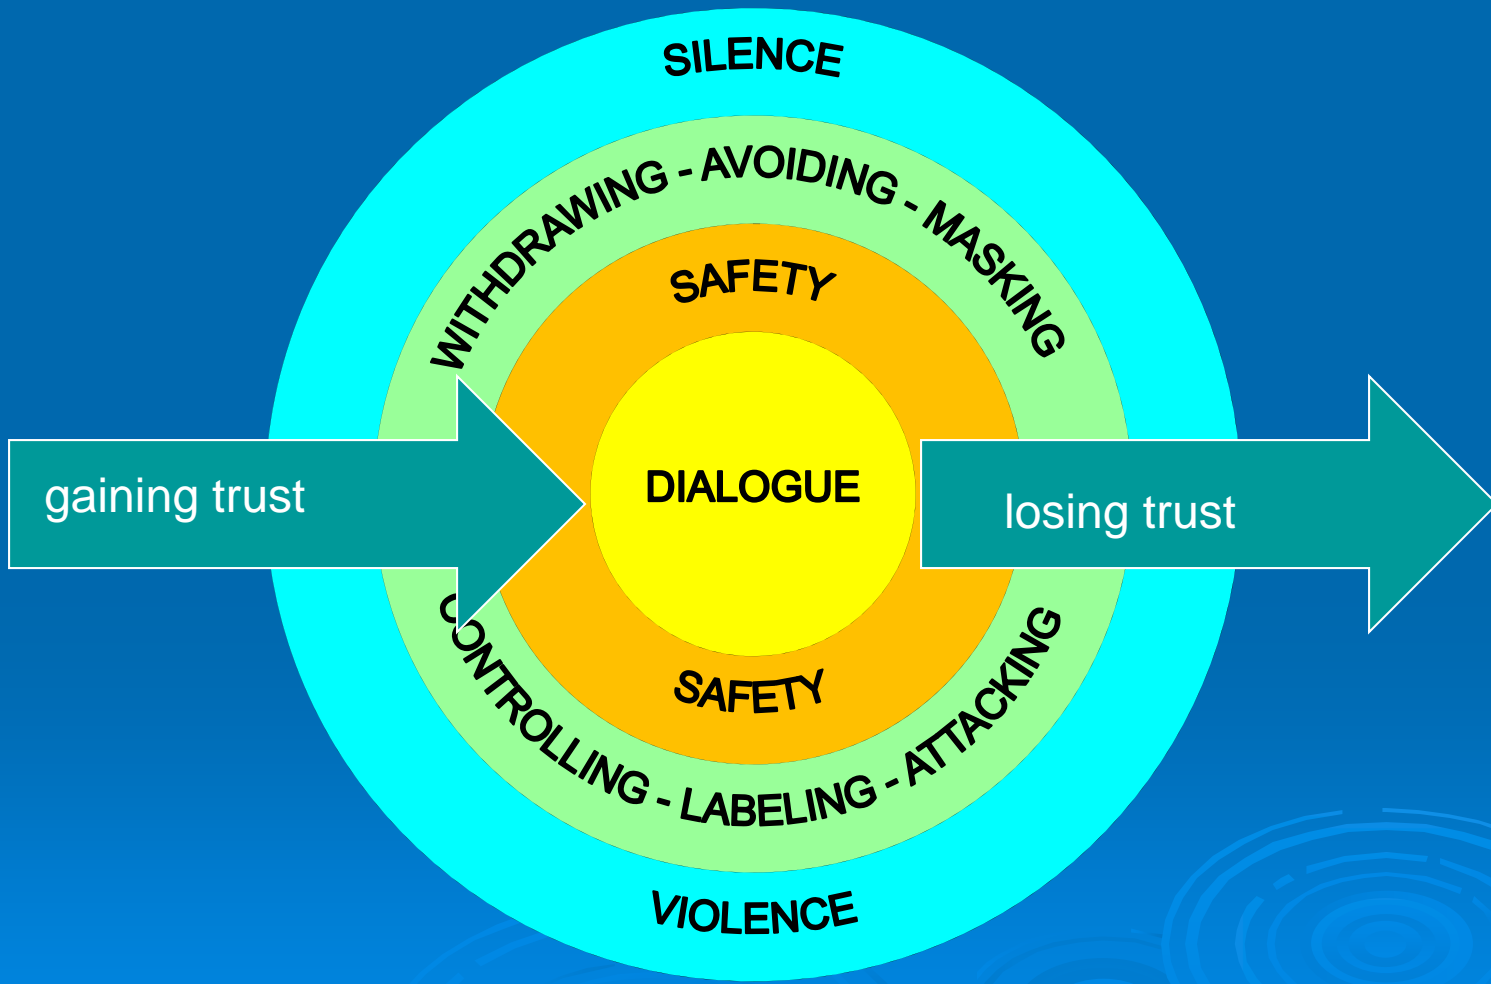 SILENCE
WITHDRAWING - AVOIDING - MASKING
SAFETY
DIALOGUE
gaining trust
losing trust
SAFETY
CONTROLLING - LABELING - ATTACKING
VIOLENCE